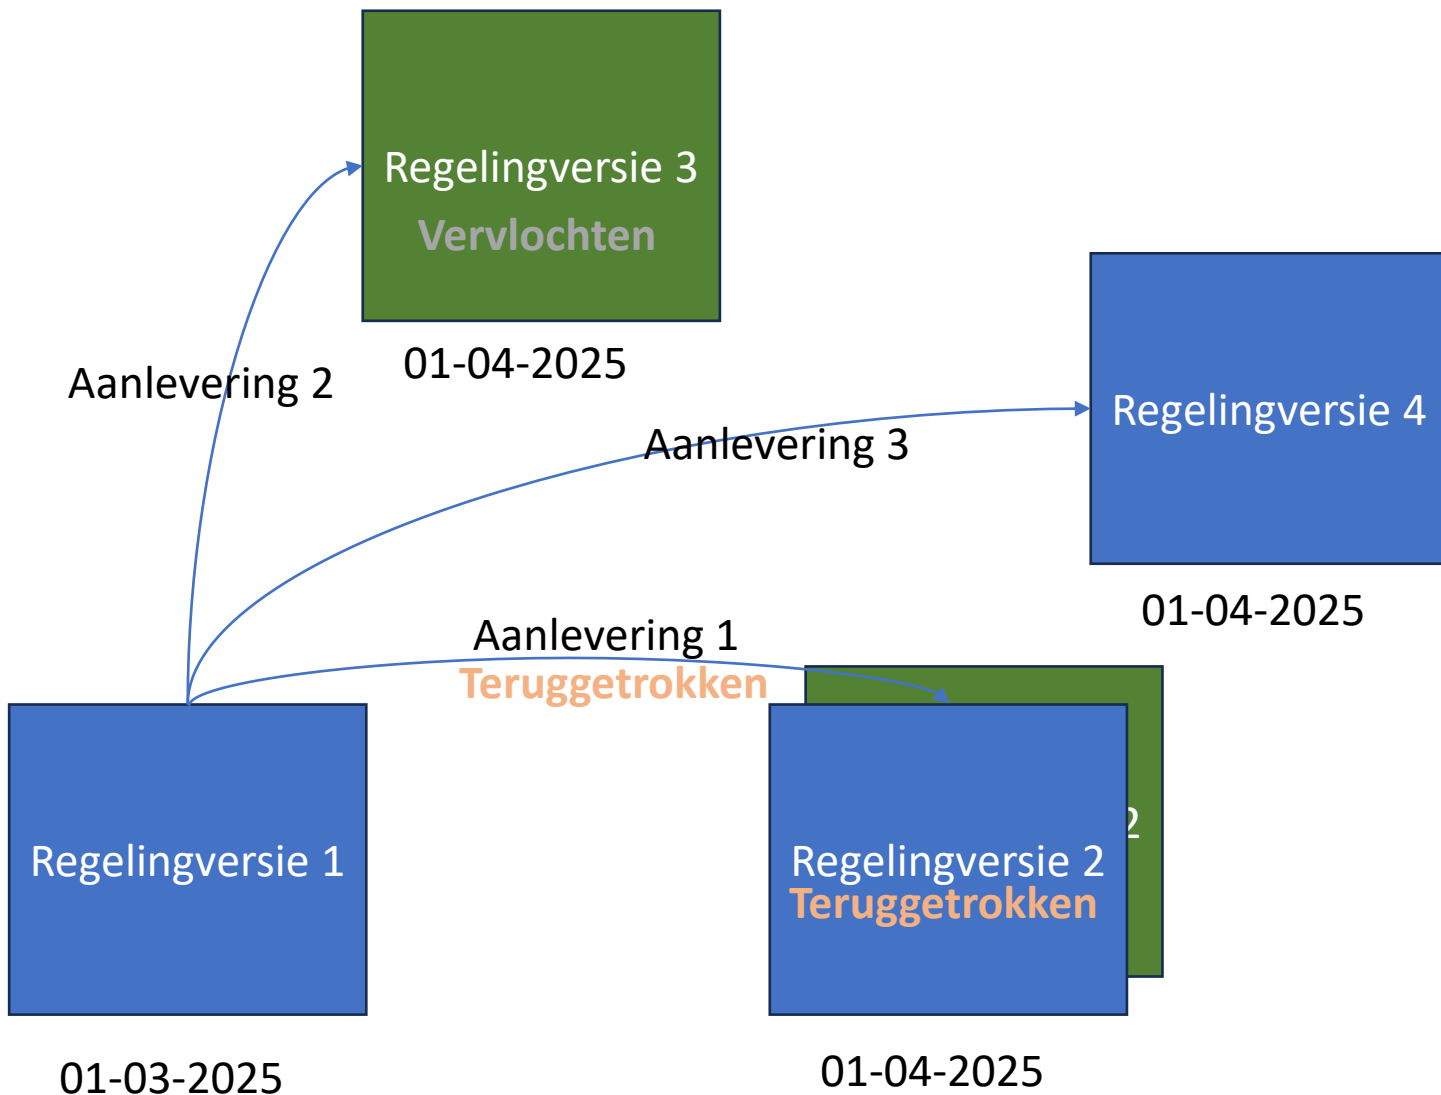 Regelingversie 3
Vervlochten
01-04-2025
Aanlevering 2
Aanlevering 3
Regelingversie 4
01-04-2025
Aanlevering 1
Teruggetrokken
2
Regelingversie 1
Regelingversie 2
Teruggetrokken
01-03-2025
01-04-2025